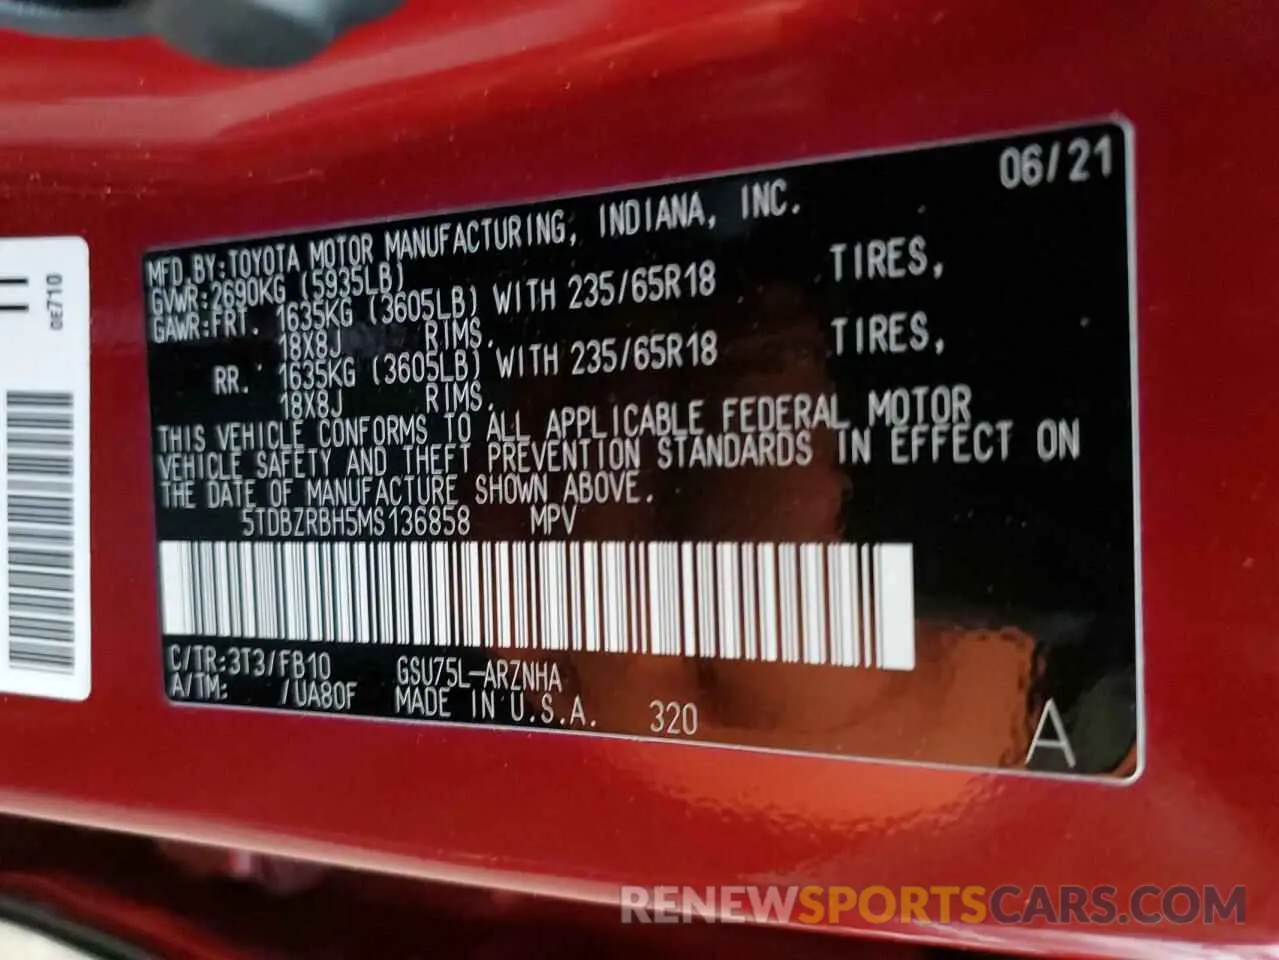 06/21
MFD.BY:TOYOTA MOTOR MANUFACTURING, INDIANA, INC.
GVWR:2690KG (5935LB)
GAWR:FRT. 1635KG (3605LB) WITH 235/65R18 TIRES,
18X8J RIMS.
RR. 1635KG (3605LB) WITH 235/65R18 TIRES,
18X8J RIMS.
THIS VEHICLE CONFORMS TO ALL APPLICABLE FEDERAL MOTOR
VEHICLE SAFETY AND THEFT PREVENTION STANDARDS IN EFFECT ON
THE DATE OF MANUFACTURE SHOWN ABOVE.
5TDBZRBH5MS136858 MPV
C/TR:3T3/FB10 GSU75L-ARZNHA
A/TM: /UA80F MADE IN U.S.A. 320
A
0E710
RENEWSPORTSCARS.COM